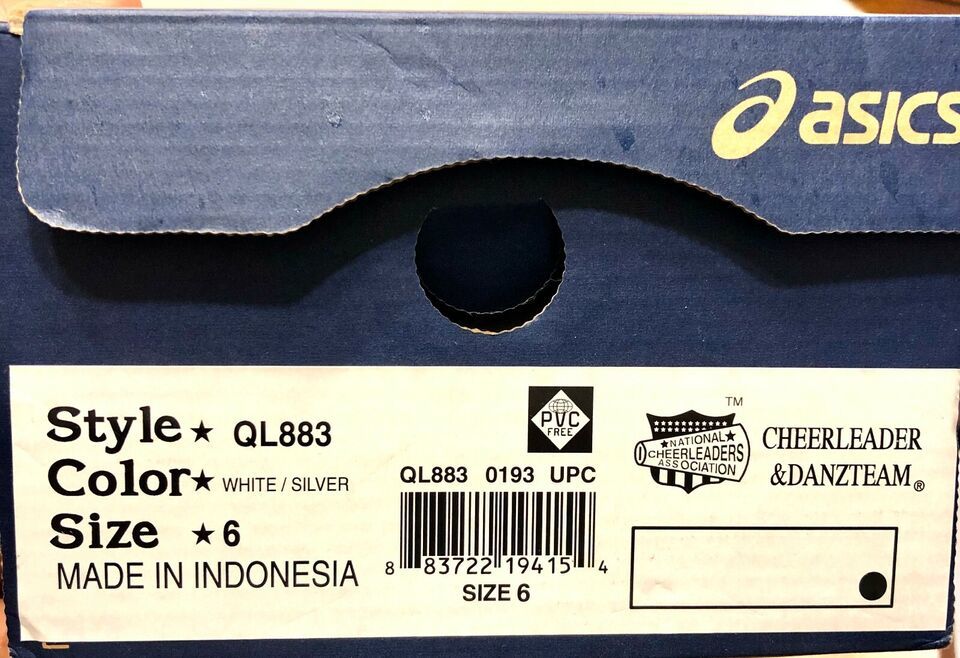 asics
Style ★ QL883
Color ★ WHITE / SILVER
Size ★ 6
MADE IN INDONESIA
PVC
FREE
QL883 0193 UPC
8 83722 19415 4
SIZE 6
TM
NATIONAL
CHEERLEADERS
ASSOCIATION
CHEERLEADER
&DANZTEAM®